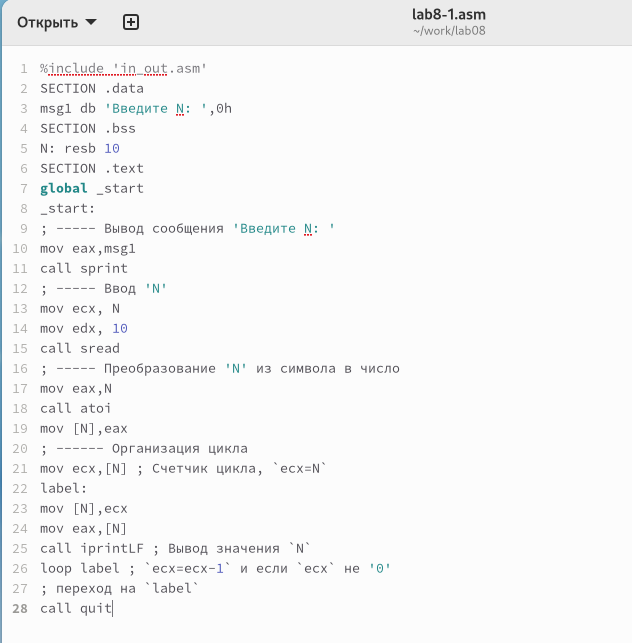 Открыть
lab8-1.asm
~/work/lab08
1 %include 'in_out.asm'
2 SECTION .data
3 msg1 db 'Введите N: ',0h
4 SECTION .bss
5 N: resb 10
6 SECTION .text
7 global _start
8 _start:
9 ; ----- Вывод сообщения 'Введите N: '
10 mov eax,msg1
11 call sprint
12 ; ----- Ввод 'N'
13 mov ecx, N
14 mov edx, 10
15 call sread
16 ; ----- Преобразование 'N' из символа в число
17 mov eax,N
18 call atoi
19 mov [N],eax
20 ; ------ Организация цикла
21 mov ecx,[N] ; Счетчик цикла, `ecx=N`
22 label:
23 mov [N],ecx
24 mov eax,[N]
25 call iprintLF ; Вывод значения `N`
26 loop label ; `ecx=ecx-1` и если `ecx` не '0'
27 ; переход на `label`
28 call quit